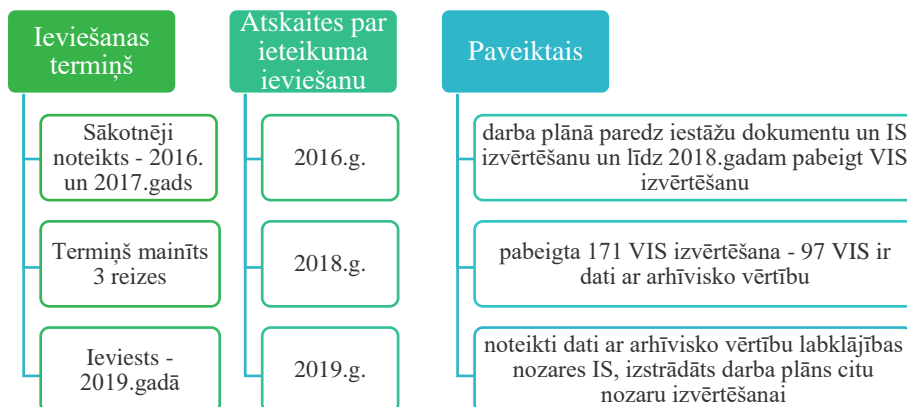 Ieviešanas
termiņš
Sākotnēji
noteikts - 2016.
un 2017.gads
Termiņš mainīts
3 reizes
Ieviests -
2019.gadā
Atskaites par
ieteikuma
ieviešanu
2016.g.
2018.g.
2019.g.
Paveiktais
darba plānā paredz iestāžu dokumentu un IS
izvērtēšanu un līdz 2018.gadam pabeigt VIS
izvērtēšanu
pabeigta 171 VIS izvērtēšana - 97 VIS ir
dati ar arhīvisko vērtību
noteikti dati ar arhīvisko vērtību labklājības
nozares IS, izstrādāts darba plāns citu
nozaru izvērtēšanai